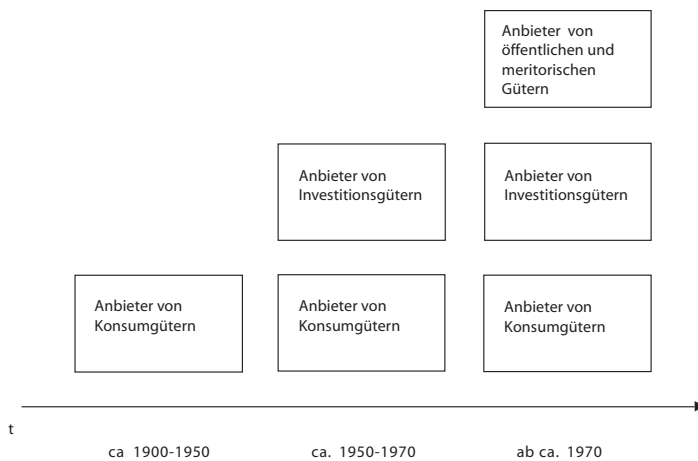 Anbieter von
öffentlichen und
meritorischen
Gütern
Anbieter von
Investitionsgütern
Anbieter von
Investitionsgütern
Anbieter von
Konsumgütern
Anbieter von
Konsumgütern
Anbieter von
Konsumgütern
t
ca 1900-1950
ca. 1950-1970
ab ca. 1970